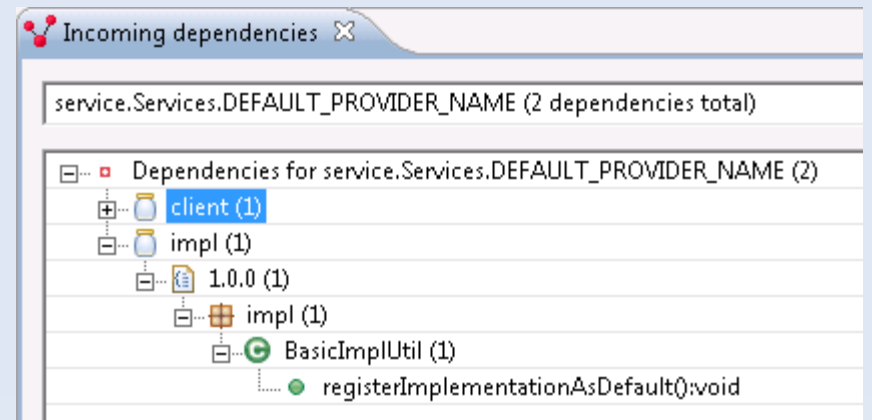 Incoming dependencies
service.Services.DEFAULT_PROVIDER_NAME (2 dependencies total)
Dependencies for service.Services.DEFAULT_PROVIDER_NAME (2)
client (1)
impl (1)
1.0.0 (1)
impl (1)
BasicImplUtil (1)
registerImplementationAsDefault():void